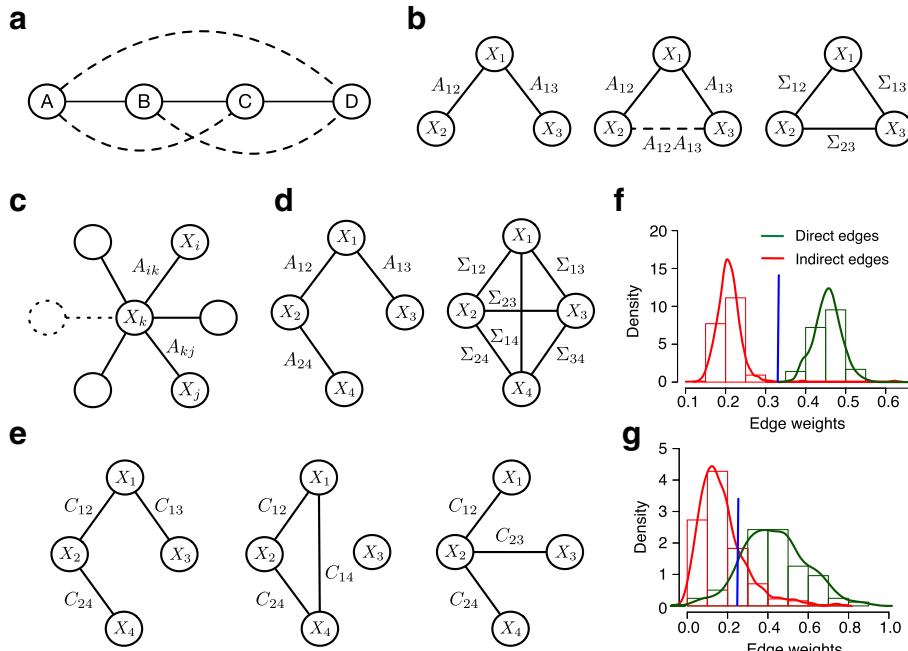 a
A
B
C
D
b
X1
A12
A13
X2
X3
X1
A12
A13
X2
X3
A12A13
X1
Σ12
Σ13
X2
X3
Σ23
c
Xi
Aik
Xk
Akj
Xj
d
X1
A12
A13
X2
X3
A24
X4
X1
Σ12
Σ13
X2
Σ23
X3
Σ14
Σ24
Σ34
X4
e
X1
C12
C13
X2
X3
C24
X4
X1
C12
X2
X3
C14
C24
X4
X1
C12
C23
X2
X3
C24
X4
f
Direct edges
Indirect edges
Density
20
15
10
5
0
0.1 0.2 0.3 0.4 0.5 0.6
Edge weights
g
Density
5
4
3
2
1
0
0.0 0.2 0.4 0.6 0.8 1.0
Edge weights